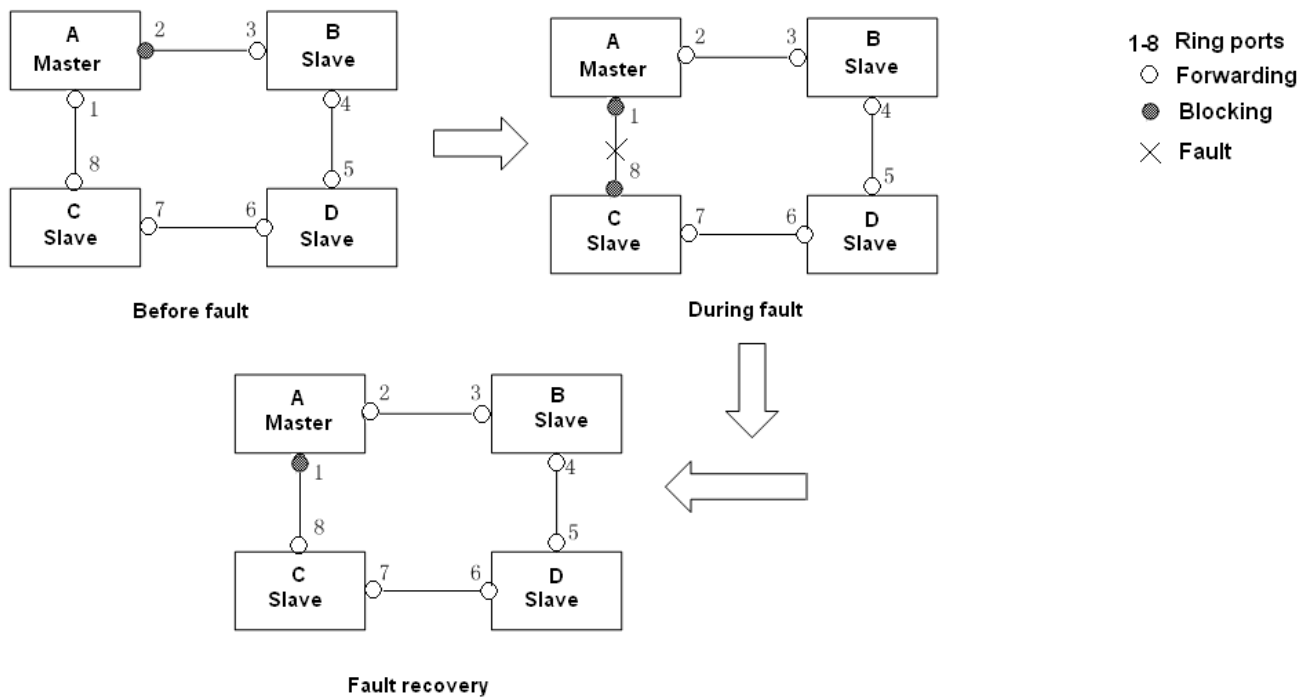 A
Master
2
3
B
Slave
1
4
8
5
C
Slave
7
6
D
Slave
Before fault
A
Master
2
3
B
Slave
1
4
8
5
C
Slave
7
6
D
Slave
During fault
1-8 Ring ports
Forwarding
Blocking
Fault
A
Master
2
3
B
Slave
1
4
8
5
C
Slave
7
6
D
Slave
Fault recovery